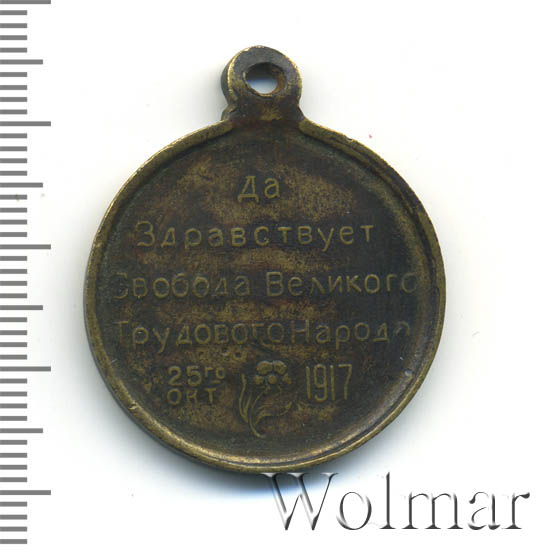 да
Здравствует
Свобода Великого
Трудового Народа
25го
ОКТ
1917
Wolmar